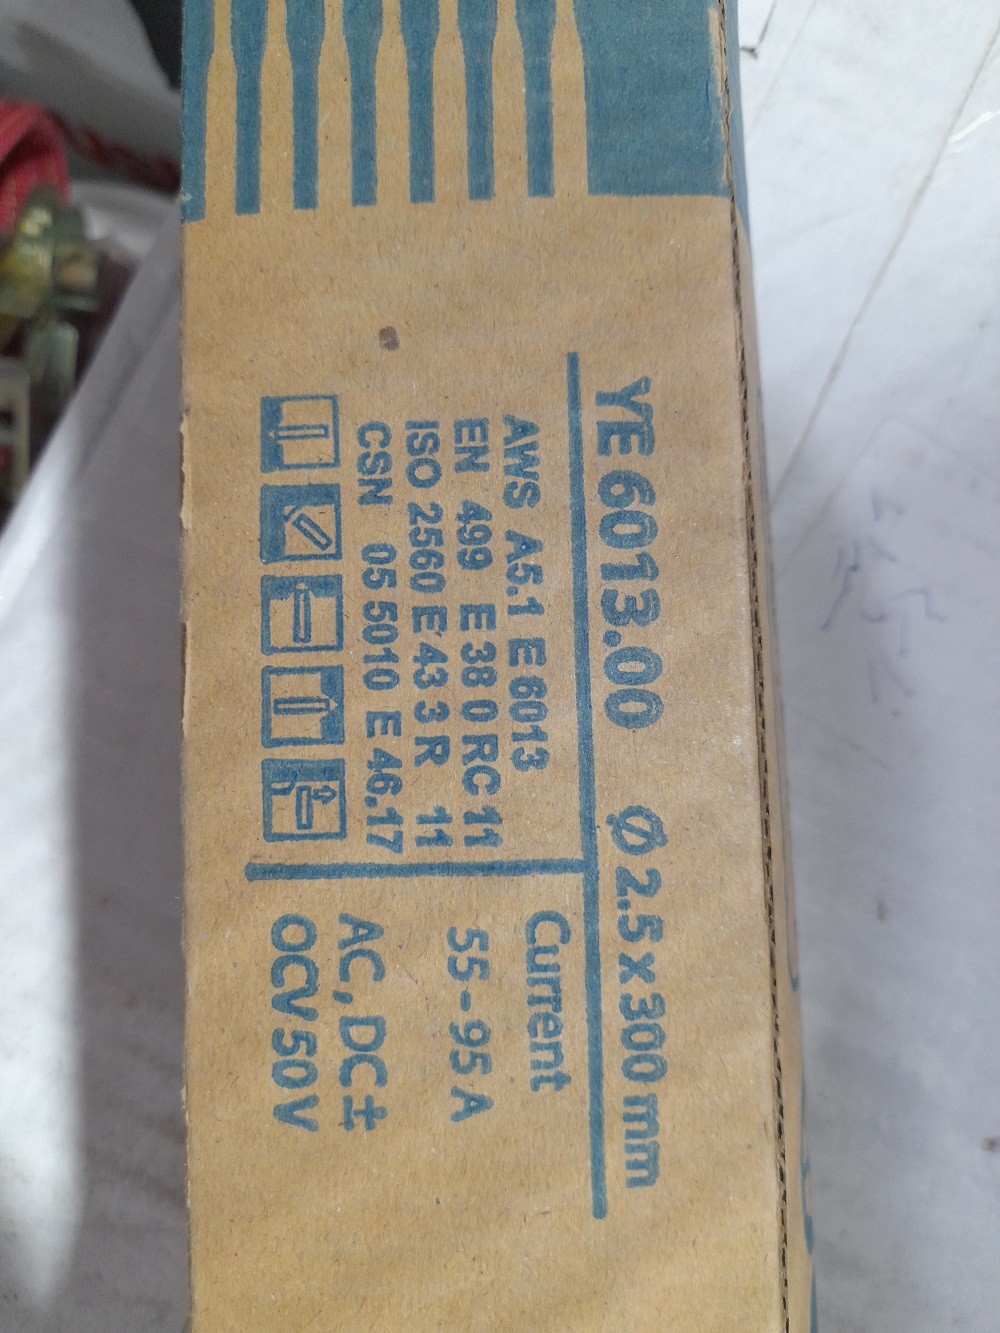 YE 6013.00 Ø 2.5 x 300 mm
AWS A5.1 E 6013
EN 499 E 38 0 RC 11
ISO 2560 E 43 3 R 11
CSN 05 5010 E 46.17
Current
55-95 A
AC, DC ±
OCV 50 V